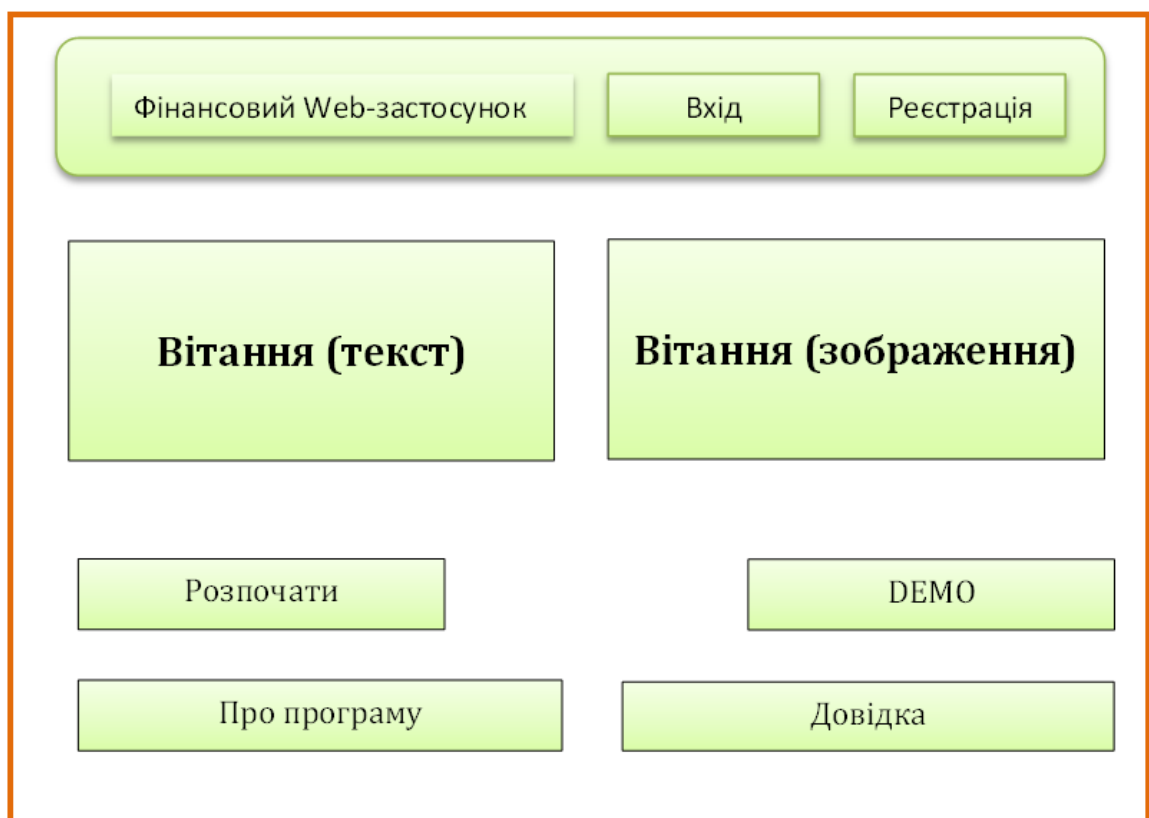 Фінансовий Web-застосунок
Вхід
Реєстрація
Вітання (текст)
Вітання (зображення)
Розпочати
DEMO
Про програму
Довідка